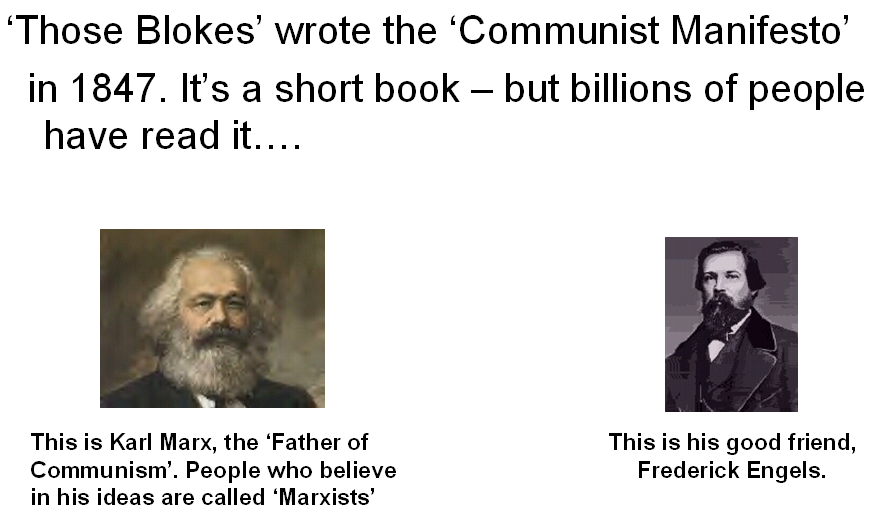 ‘Those Blokes’ wrote the ‘Communist Manifesto’
in 1847. It’s a short book – but billions of people
have read it….
This is Karl Marx, the ‘Father of
Communism’. People who believe
in his ideas are called ‘Marxists’
This is his good friend,
Frederick Engels.